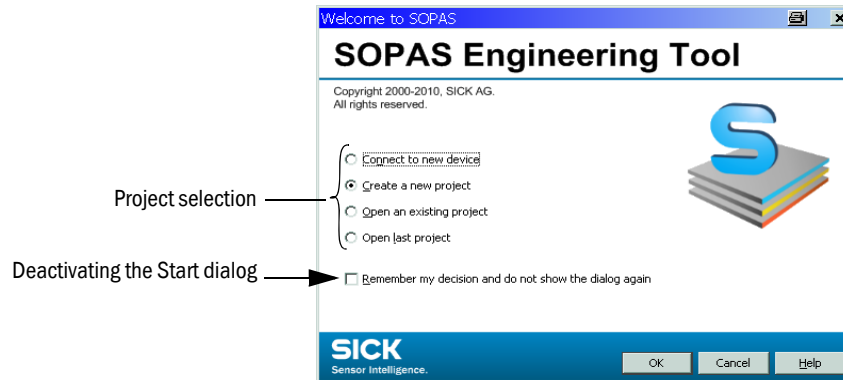 Welcome to SOPAS
SOPAS Engineering Tool
Copyright 2000-2010, SICK AG.
All rights reserved.
Connect to new device
Create a new project
Project selection
Open an existing project
Open last project
Deactivating the Start dialog
Remember my decision and do not show the dialog again
SICK
Sensor Intelligence.
OK
Cancel
Help